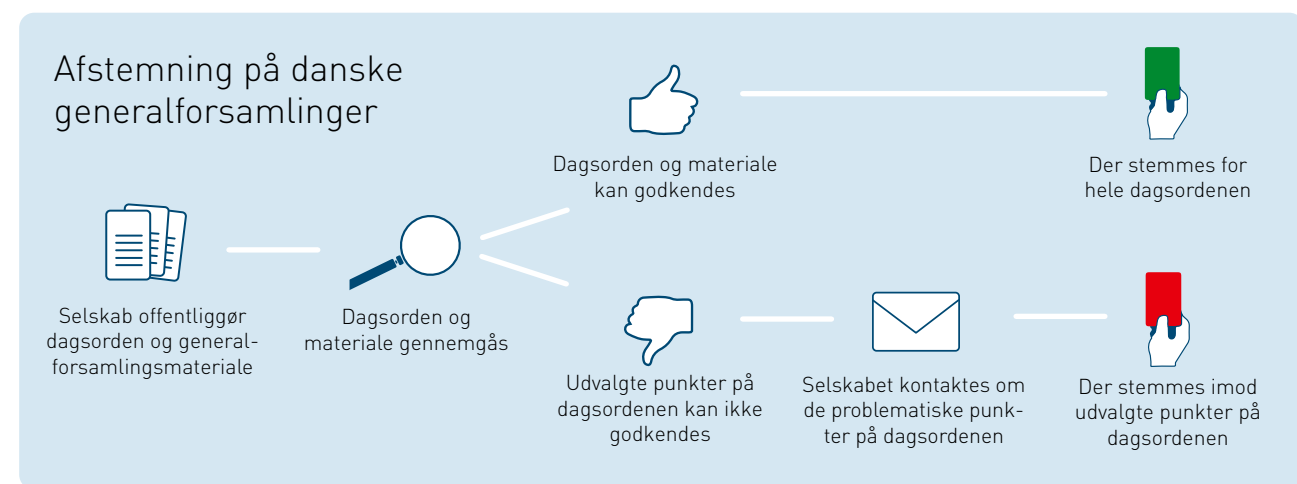 Afstemning på danske
generalforsamlinger
Selskab offentliggør
dagsorden og general-
forsamlingsmateriale
Dagsorden og
materiale gennemgås
Dagsorden og materiale
kan godkendes
Der stemmes for
hele dagsordenen
Udvalgte punkter på
dagsordenen kan ikke
godkendes
Selskabet kontaktes om
de problematiske punk-
ter på dagsordenen
Der stemmes imod
udvalgte punkter på
dagsordenen